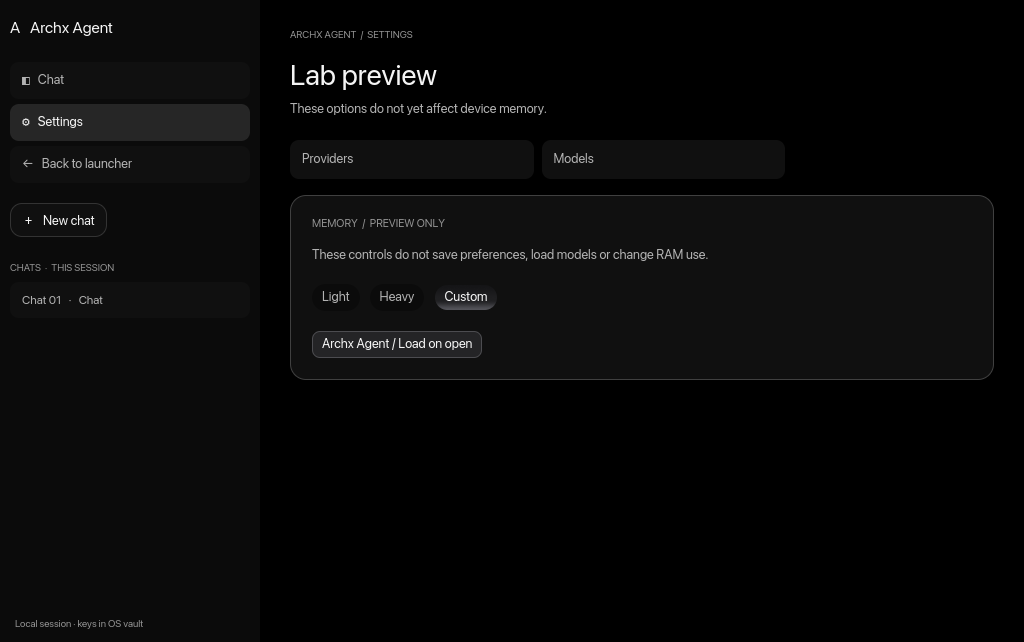 A Archx Agent
Chat
Settings
← Back to launcher
+ New chat
CHATS · THIS SESSION
Chat 01 · Chat
Local session · keys in OS vault
ARCHX AGENT / SETTINGS
Lab preview
These options do not yet affect device memory.
Providers
Models
MEMORY / PREVIEW ONLY
These controls do not save preferences, load models or change RAM use.
Light Heavy Custom
Archx Agent / Load on open